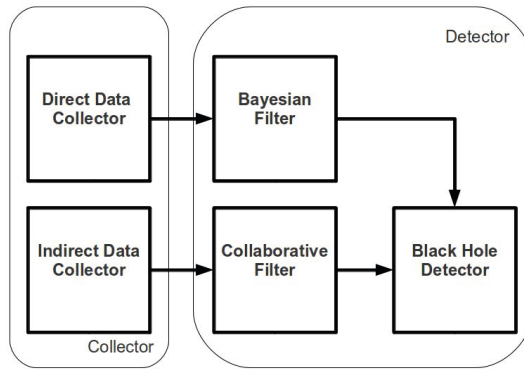 Detector
Direct Data
Collector
Bayesian
Filter
Indirect Data
Collector
Collaborative
Filter
Black Hole
Detector
Collector